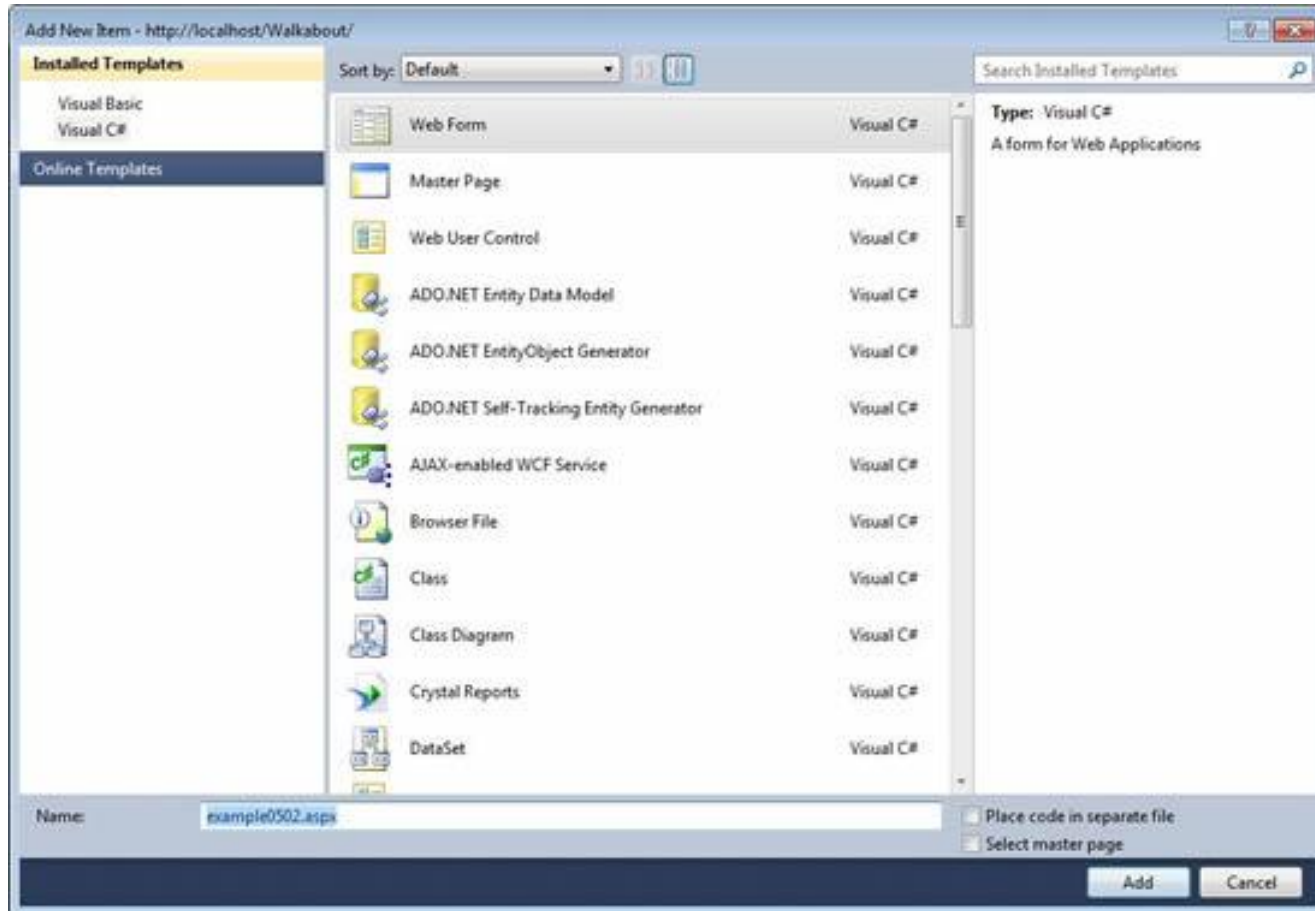 Add New Item - http://localhost/Walkabout/
Installed Templates
Visual Basic
Visual C#
Online Templates
Sort by: Default
Web Form Visual C#
Master Page Visual C#
Web User Control Visual C#
ADO.NET Entity Data Model Visual C#
ADO.NET EntityObject Generator Visual C#
ADO.NET Self-Tracking Entity Generator Visual C#
AJAX-enabled WCF Service Visual C#
Browser File Visual C#
Class Visual C#
Class Diagram Visual C#
Crystal Reports Visual C#
DataSet Visual C#
Search Installed Templates
Type: Visual C#
A form for Web Applications
Name: example0502.aspx
Place code in separate file
Select master page
Add Cancel